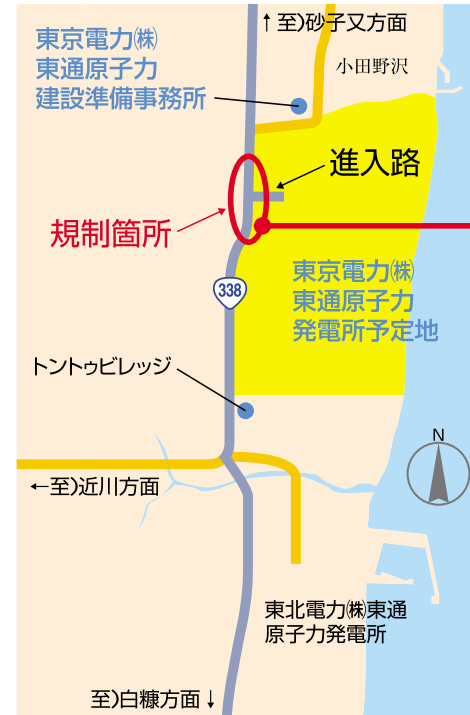 ↑至)砂子又方面
東京電力㈱
東通原子力
建設準備事務所
小田野沢
進入路
規制箇所
東京電力㈱
東通原子力
発電所予定地
338
トントゥビレッジ
N
←至)近川方面
東北電力㈱東通
原子力発電所
至)白糠方面↓